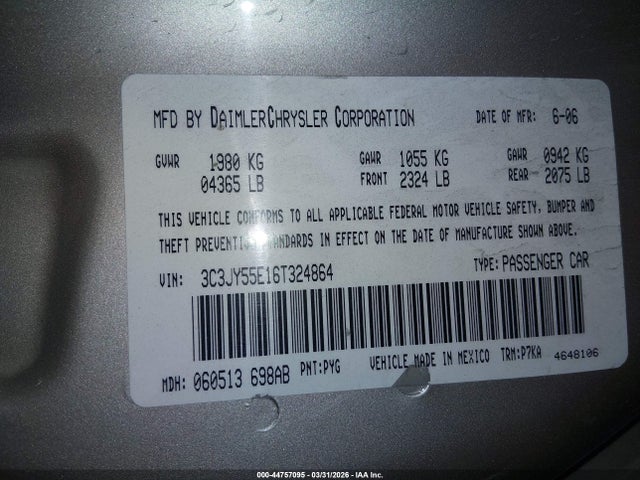 MFD BY DAIMLERCHRYSLER CORPORATION DATE OF MFR: 6-06
GVWR 1980 KG GAWR 1055 KG GAWR 0942 KG
04365 LB FRONT 2324 LB REAR 2075 LB
THIS VEHICLE CONFORMS TO ALL APPLICABLE FEDERAL MOTOR VEHICLE SAFETY, BUMPER AND
THEFT PREVENTION STANDARDS IN EFFECT ON THE DATE OF MANUFACTURE SHOWN ABOVE.
VIN: 3C3JY55E16T324864 TYPE: PASSENGER CAR
MDH: 060513 698AB PNT:PYG VEHICLE MADE IN MEXICO TRM:P7KA 4648106
000-44757095 - 03/31/2026 - IAA Inc.